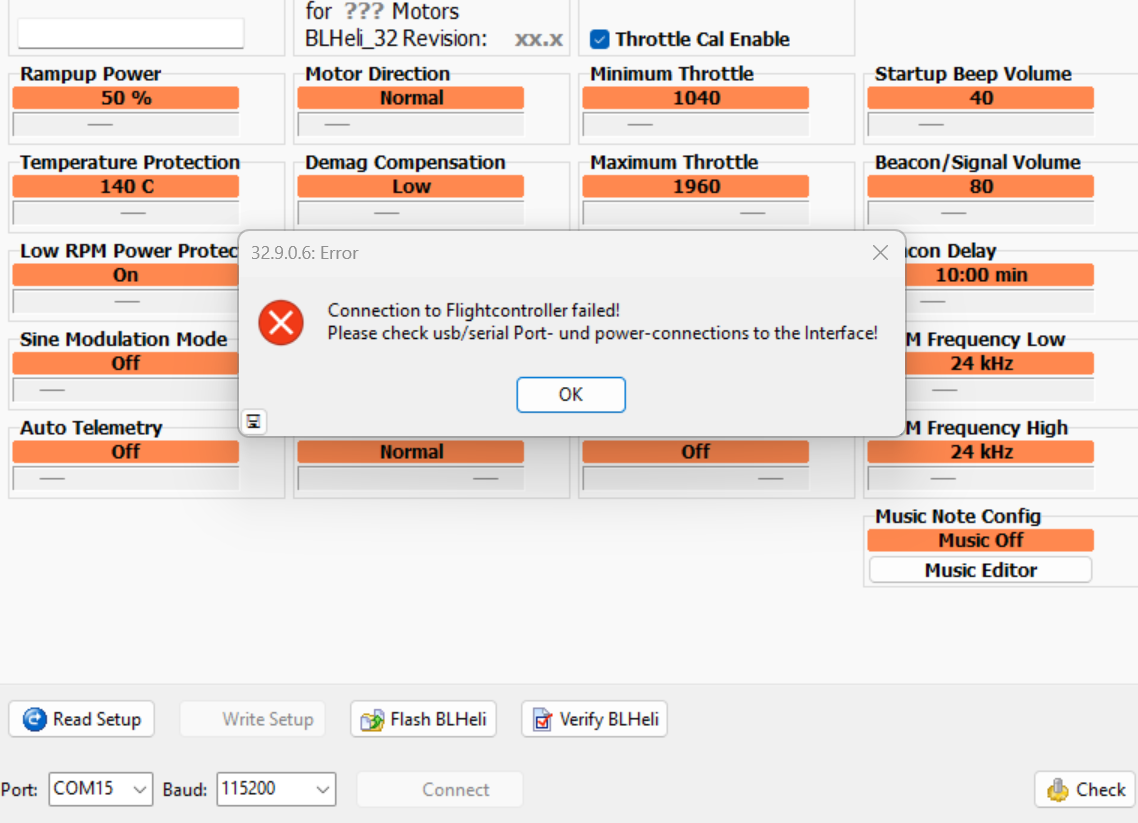 for ??? Motors
BLHeli_32 Revision: xx.x
Throttle Cal Enable
Rampup Power
50 %
Motor Direction
Normal
Minimum Throttle
1040
Startup Beep Volume
40
Temperature Protection
140 C
Demag Compensation
Low
Maximum Throttle
1960
Beacon/Signal Volume
80
Low RPM Power Protec
On
con Delay
10:00 min
32.9.0.6: Error
Connection to Flightcontroller failed!
Please check usb/serial Port- und power-connections to the Interface!
OK
Sine Modulation Mode
Off
M Frequency Low
24 kHz
Auto Telemetry
Off
Normal
Off
M Frequency High
24 kHz
Music Note Config
Music Off
Music Editor
Read Setup
Write Setup
Flash BLHeli
Verify BLHeli
Port: COM15
Baud: 115200
Connect
Check